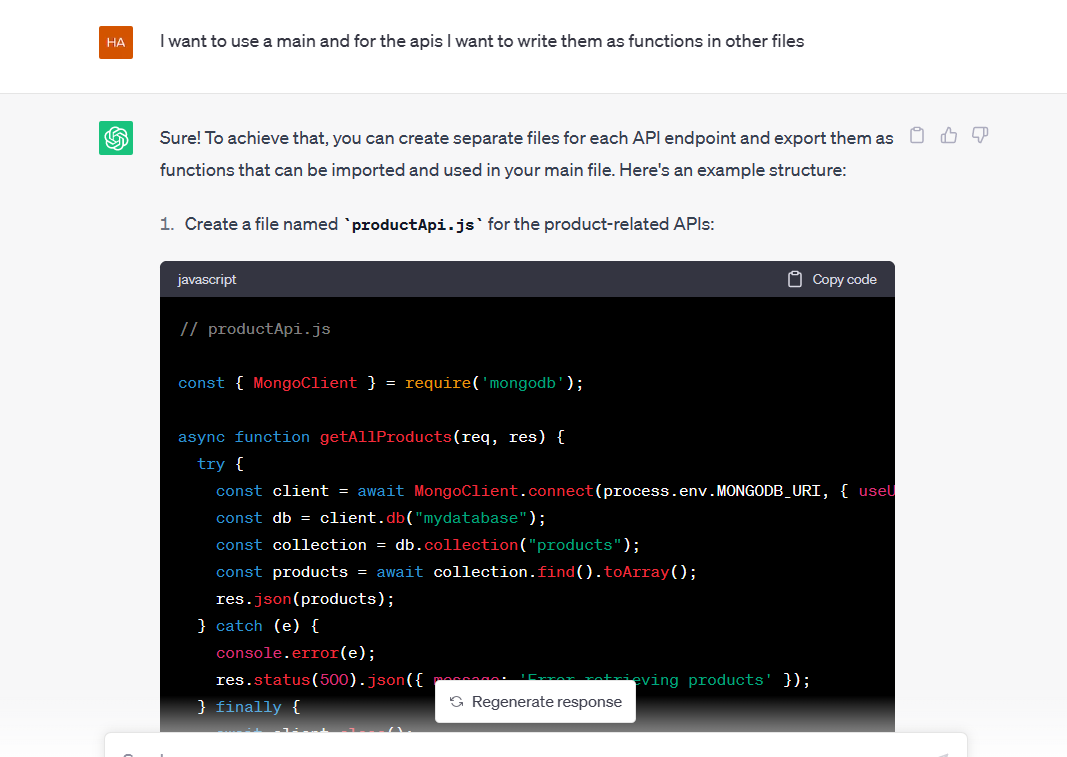 HA
I want to use a main and for the apis I want to write them as functions in other files
Sure! To achieve that, you can create separate files for each API endpoint and export them as
functions that can be imported and used in your main file. Here's an example structure:
1. Create a file named `productApi.js` for the product-related APIs:
javascript
Copy code
// productApi.js
const { MongoClient } = require('mongodb');
async function getAllProducts(req, res) {
try {
const client = await MongoClient.connect(process.env.MONGODB_URI, { useU
const db = client.db("mydatabase");
const collection = db.collection("products");
const products = await collection.find().toArray();
res.json(products);
} catch (e) {
console.error(e);
res.status(500).json({ message: 'Error retrieving products' });
} finally {
await client.close();
Regenerate response